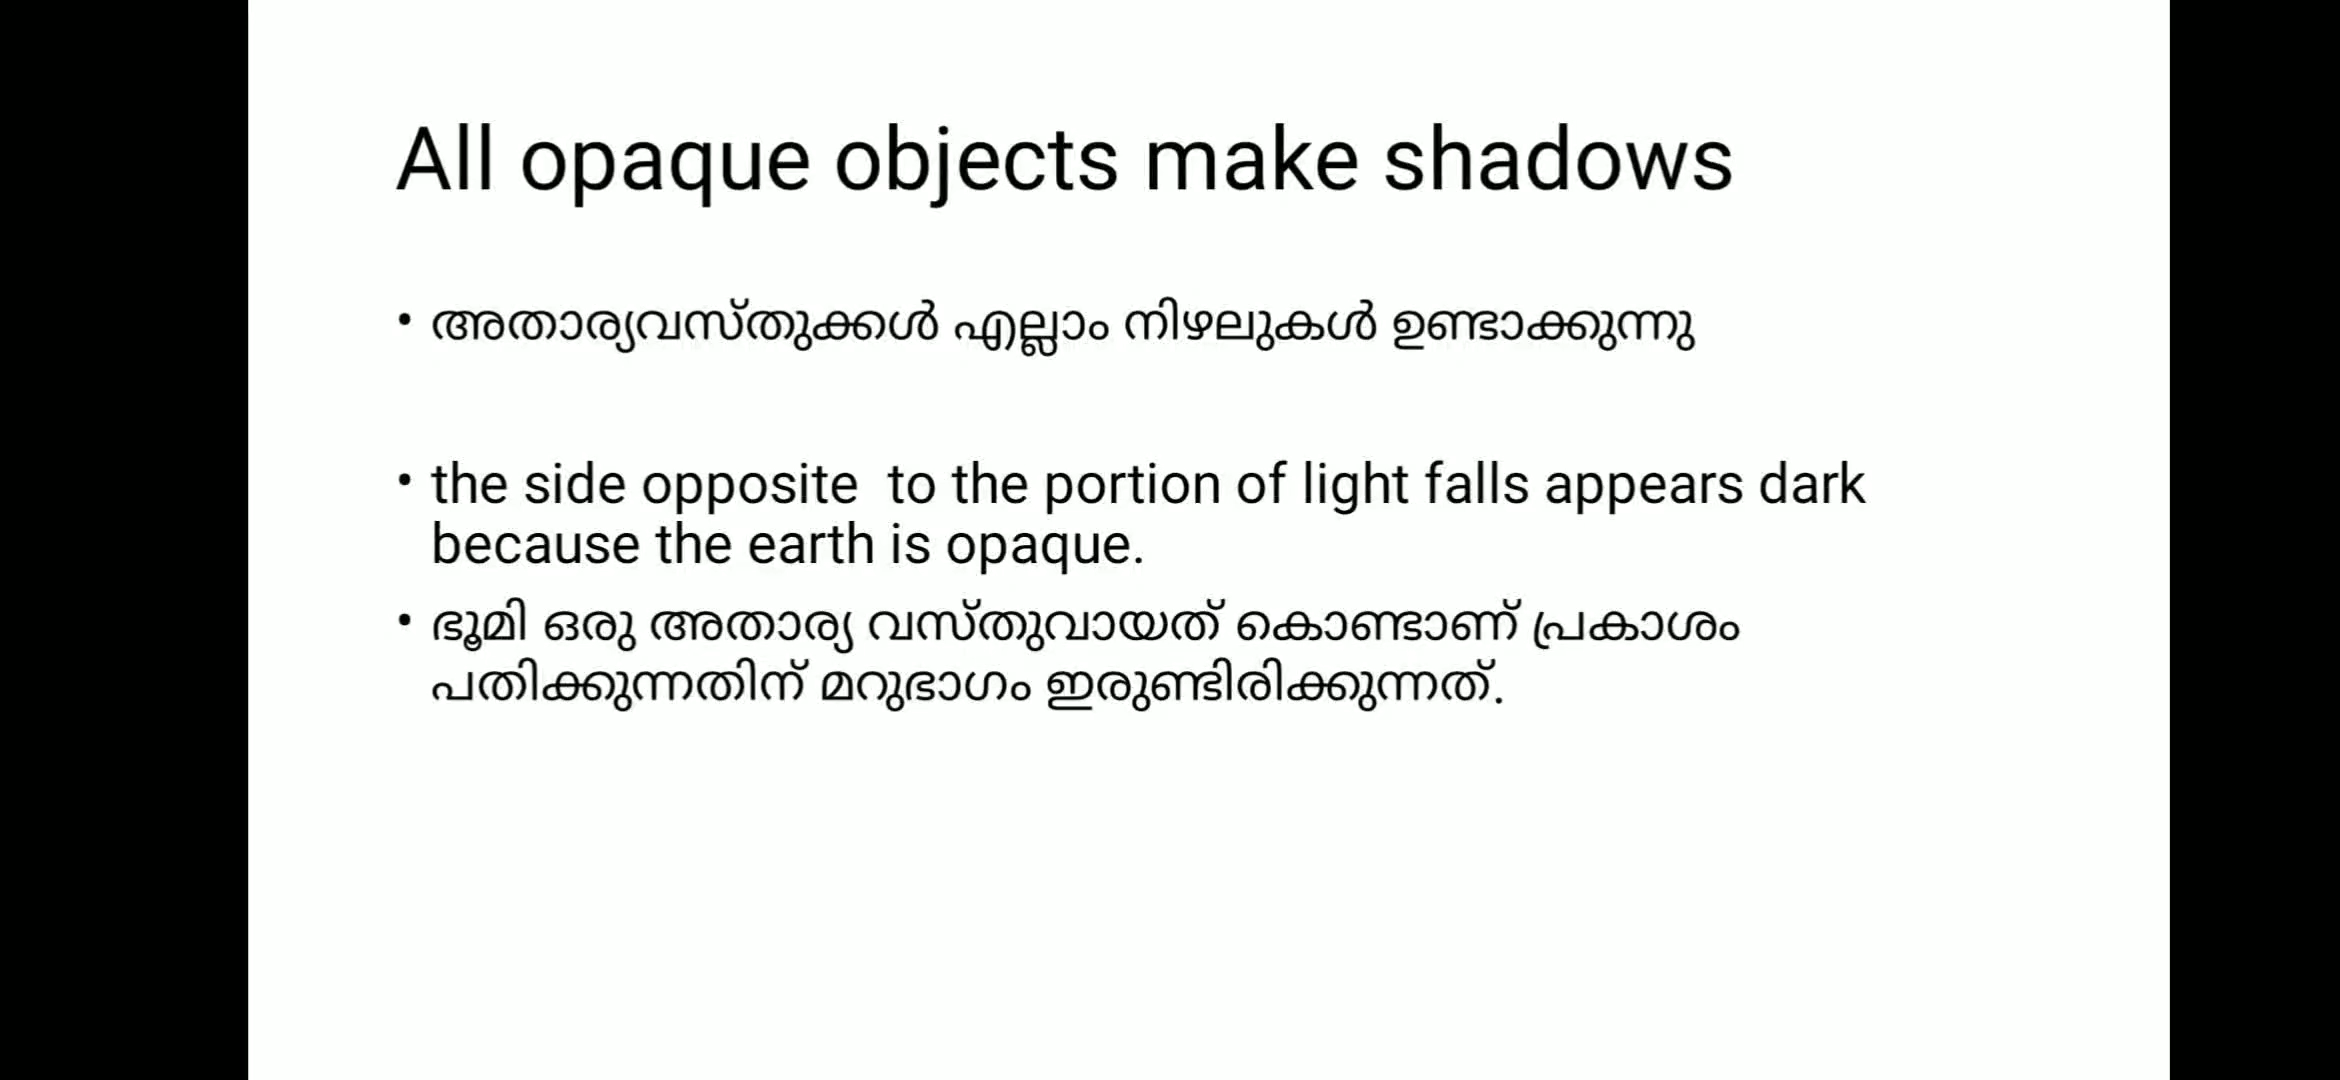 All opaque objects make shadows
• അതാര്യവസ്തുക്കൾ എല്ലാം നിഴലുകൾ ഉണ്ടാക്കുന്നു
• the side opposite  to the portion of light falls appears dark
because the earth is opaque.
• ഭൂമി ഒരു അതാര്യ വസ്തുവായത് കൊണ്ടാണ് പ്രകാശം
പതിക്കുന്നതിന് മറുഭാഗം ഇരുണ്ടിരിക്കുന്നത്.